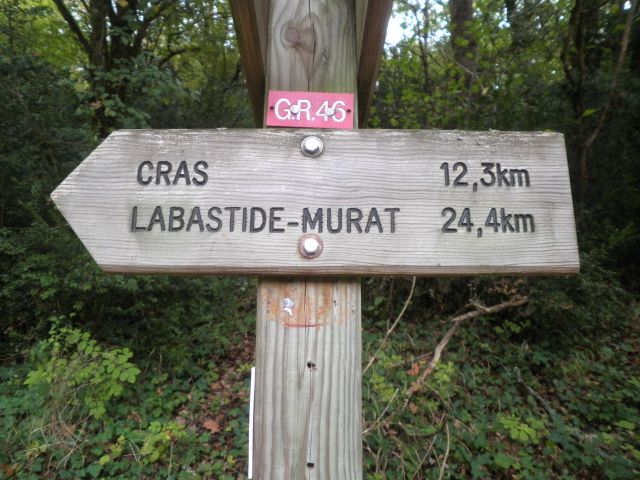 G.R.46
CRAS 12,3km
LABASTIDE-MURAT 24,4km